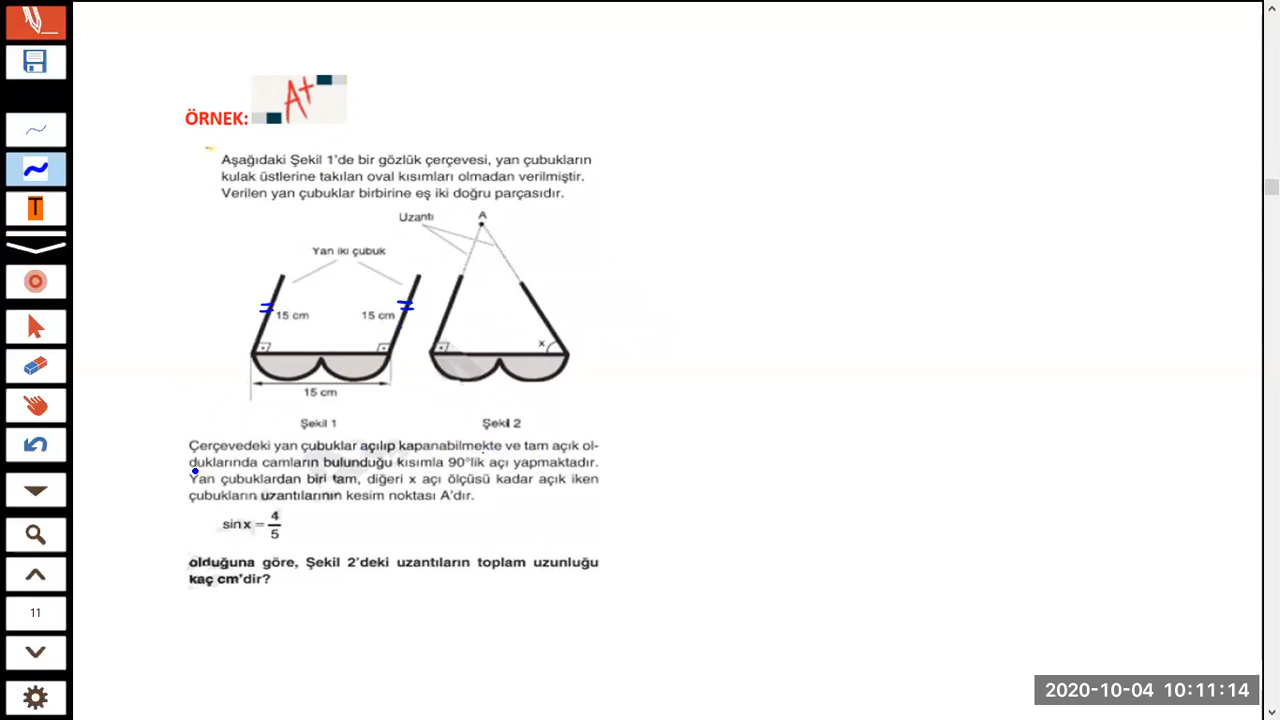 ÖRNEK:
A+
Aşağıdaki Şekil 1'de bir gözlük çerçevesi, yan çubukların
kulak üstlerine takılan oval kısımları olmadan verilmiştir.
Verilen yan çubuklar birbirine eş iki doğru parçasıdır.
Uzantı
A
Yan iki çubuk
15 cm
15 cm
x
15 cm
Şekil 1
Şekil 2
Çerçevedeki yan çubuklar açılıp kapanabilmekte ve tam açık ol-
duklarında camların bulunduğu kısımla 90°lik açı yapmaktadır.
Yan çubuklardan biri tam, diğeri x açı ölçüsü kadar açık iken
çubukların uzantılarının kesim noktası A'dır.
sinx = 4/5
olduğuna göre, Şekil 2'deki uzantıların toplam uzunluğu
kaç cm'dir?
T
11
2020-10-04 10:11:14